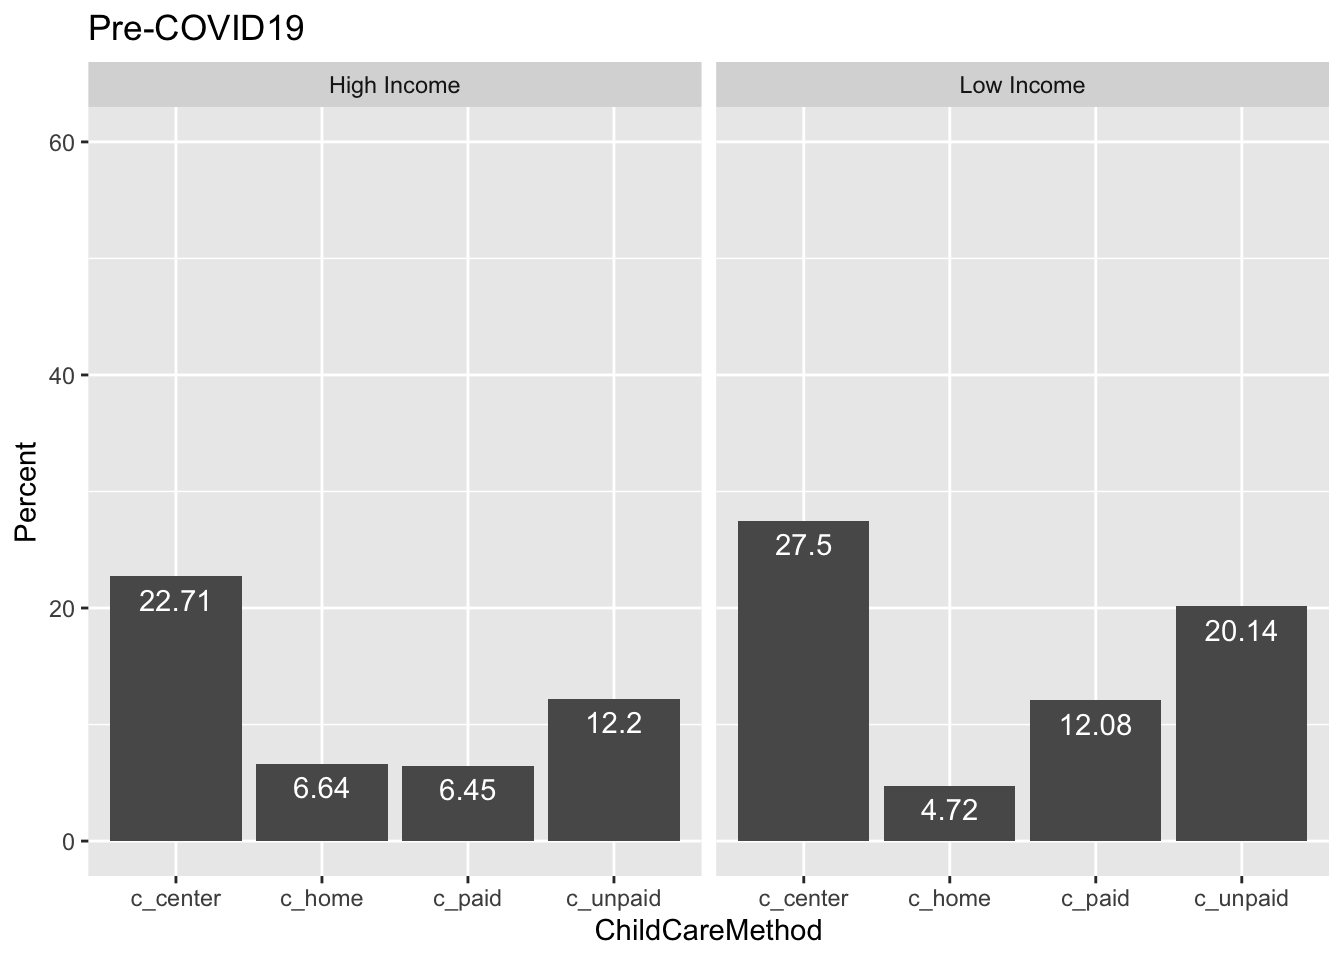 Pre-COVID19
High Income
Low Income
Percent
60
40
20
0
22.71
6.64
6.45
12.2
27.5
4.72
12.08
20.14
c_center c_home c_paid c_unpaid
c_center c_home c_paid c_unpaid
ChildCareMethod